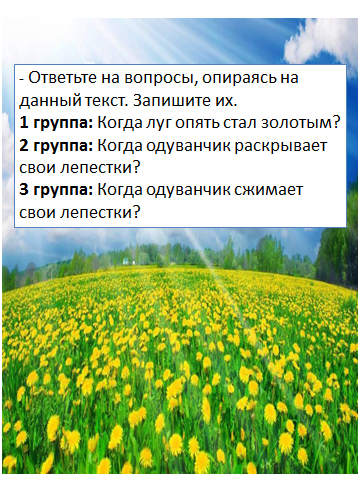 - Ответьте на вопросы, опираясь на
данный текст. Запишите их.
1 группа: Когда луг опять стал золотым?
2 группа: Когда одуванчик раскрывает
свои лепестки?
3 группа: Когда одуванчик сжимает
свои лепестки?